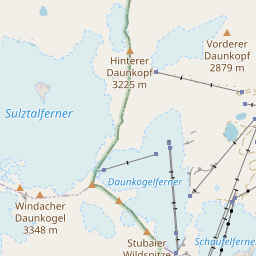 Vorderer
Daunkopf
2879 m
Hinterer
Daunkopf
3225 m
Sulztalferner
Daunkogelferner
Windacher
Daunkogel
3348 m
Stubaier
Wildspitze
Schaufelferner